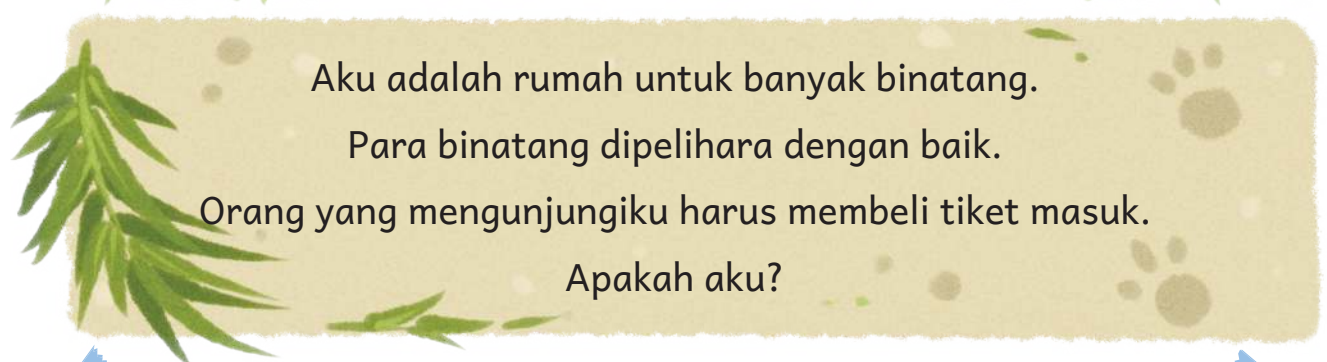 Aku adalah rumah untuk banyak binatang.
Para binatang dipelihara dengan baik.
Orang yang mengunjungiku harus membeli tiket masuk.
Apakah aku?